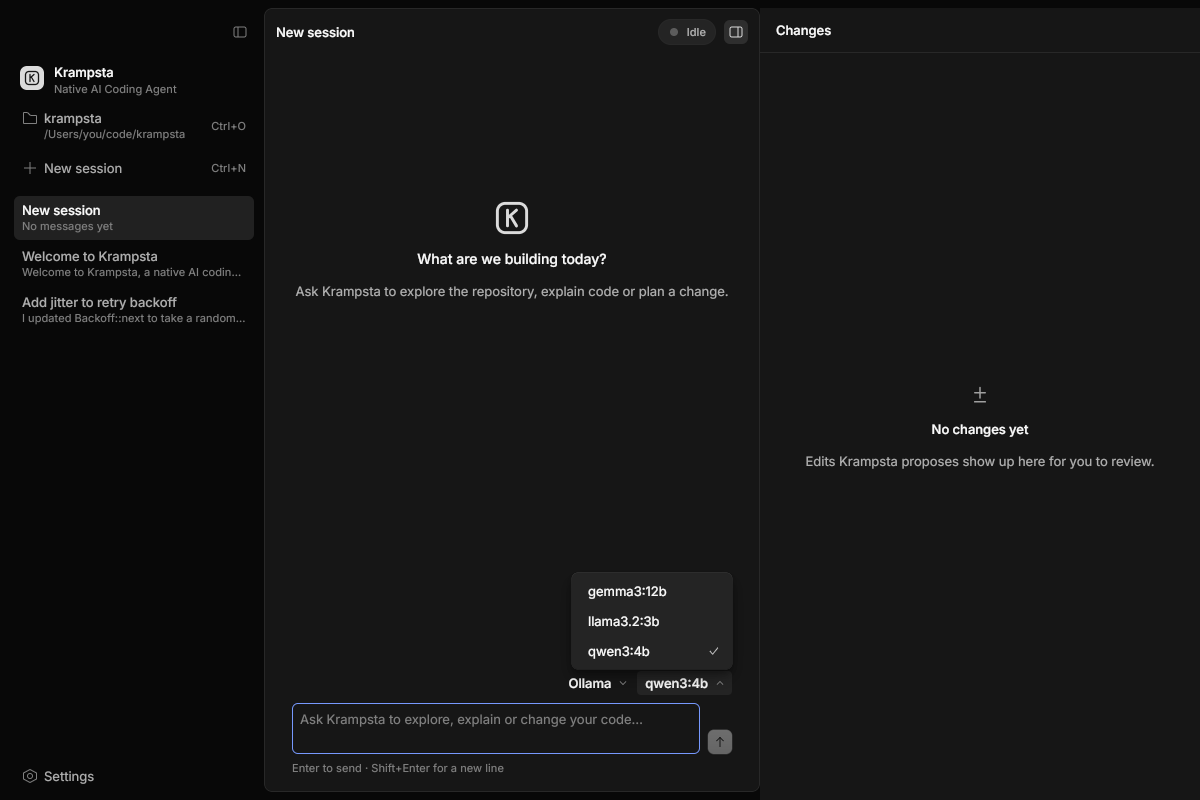 Krampsta
Native AI Coding Agent
krampsta
/Users/you/code/krampsta
Ctrl+O
New session
Ctrl+N
New session
No messages yet
Welcome to Krampsta
Welcome to Krampsta, a native AI codin...
Add jitter to retry backoff
I updated Backoff::next to take a random...
Settings
New session
Idle
K
What are we building today?
Ask Krampsta to explore the repository, explain code or plan a change.
gemma3:12b
llama3.2:3b
qwen3:4b
Ollama
qwen3:4b
Ask Krampsta to explore, explain or change your code...
Enter to send · Shift+Enter for a new line
Changes
No changes yet
Edits Krampsta proposes show up here for you to review.